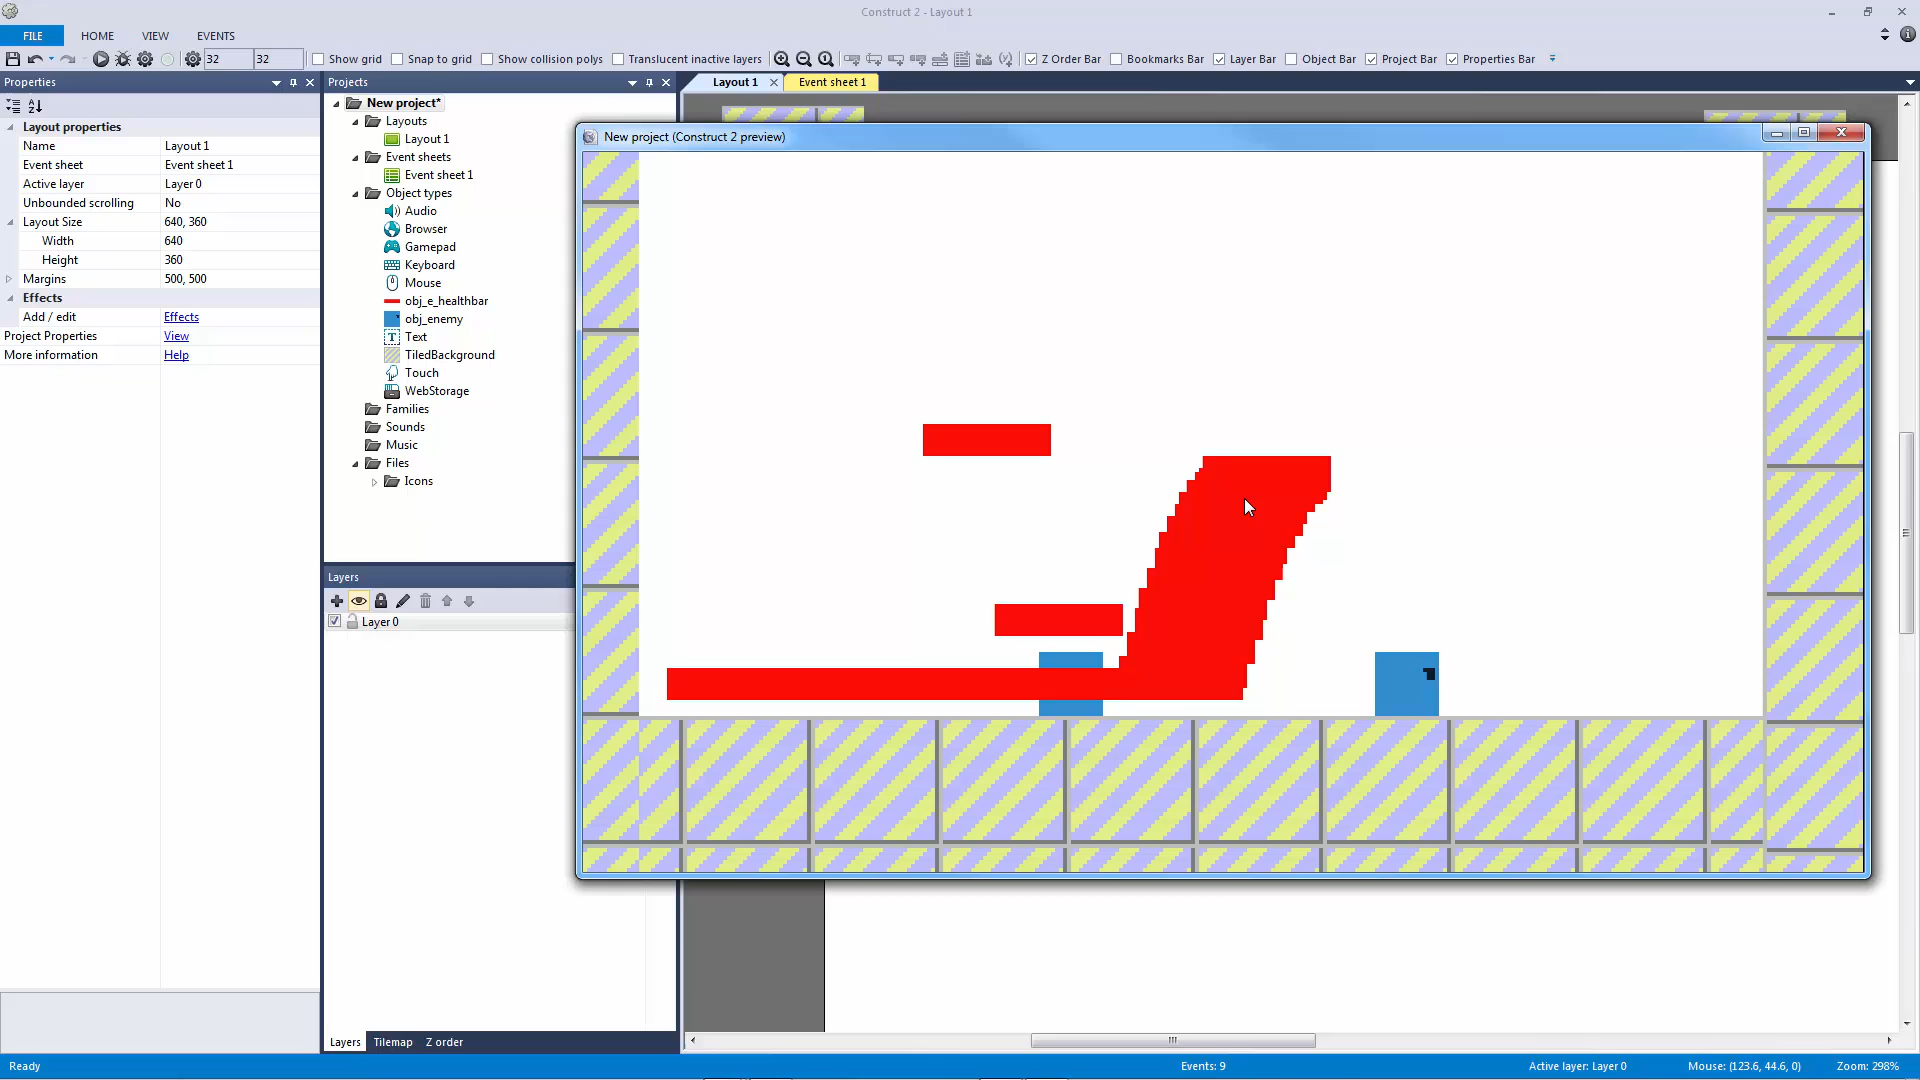 Construct 2 - Layout 1
FILE HOME VIEW EVENTS
32 32 Show grid Snap to grid Show collision polys Translucent inactive layers Z Order Bar Bookmarks Bar Layer Bar Object Bar Project Bar Properties Bar
Properties
Layout properties
Name Layout 1
Event sheet Event sheet 1
Active layer Layer 0
Unbounded scrolling No
Layout Size 640, 360
Width 640
Height 360
Margins 500, 500
Effects
Add / edit Effects
Project Properties View
More information Help
Projects
New project*
Layouts
Layout 1
Event sheets
Event sheet 1
Object types
Audio
Browser
Gamepad
Keyboard
Mouse
obj_e_healthbar
obj_enemy
Text
TiledBackground
Touch
WebStorage
Families
Sounds
Music
Files
Icons
Layers
Layer 0
Layers Tilemap Z order
Layout 1 Event sheet 1
New project (Construct 2 preview)
Ready Events: 9 Active layer: Layer 0 Mouse: (123.6, 44.6, 0) Zoom: 298%